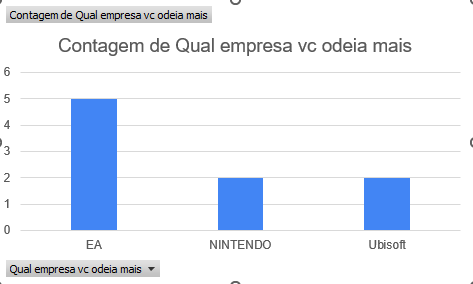 Contagem de Qual empresa vc odeia mais
Contagem de Qual empresa vc odeia mais
6
5
4
3
2
1
0
EA NINTENDO Ubisoft
Qual empresa vc odeia mais